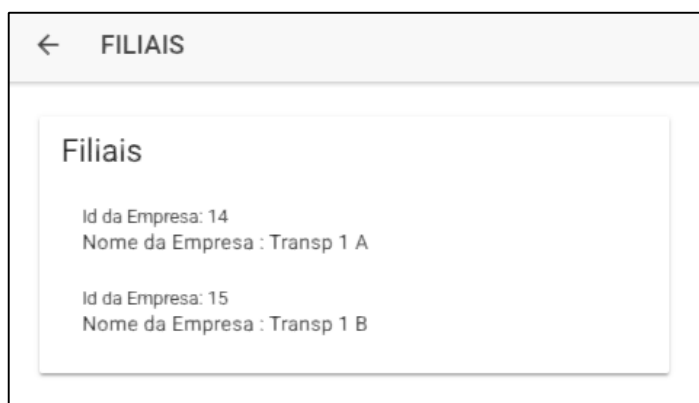 FILIAIS
Filiais
Id da Empresa: 14
Nome da Empresa : Transp 1 A
Id da Empresa: 15
Nome da Empresa : Transp 1 B